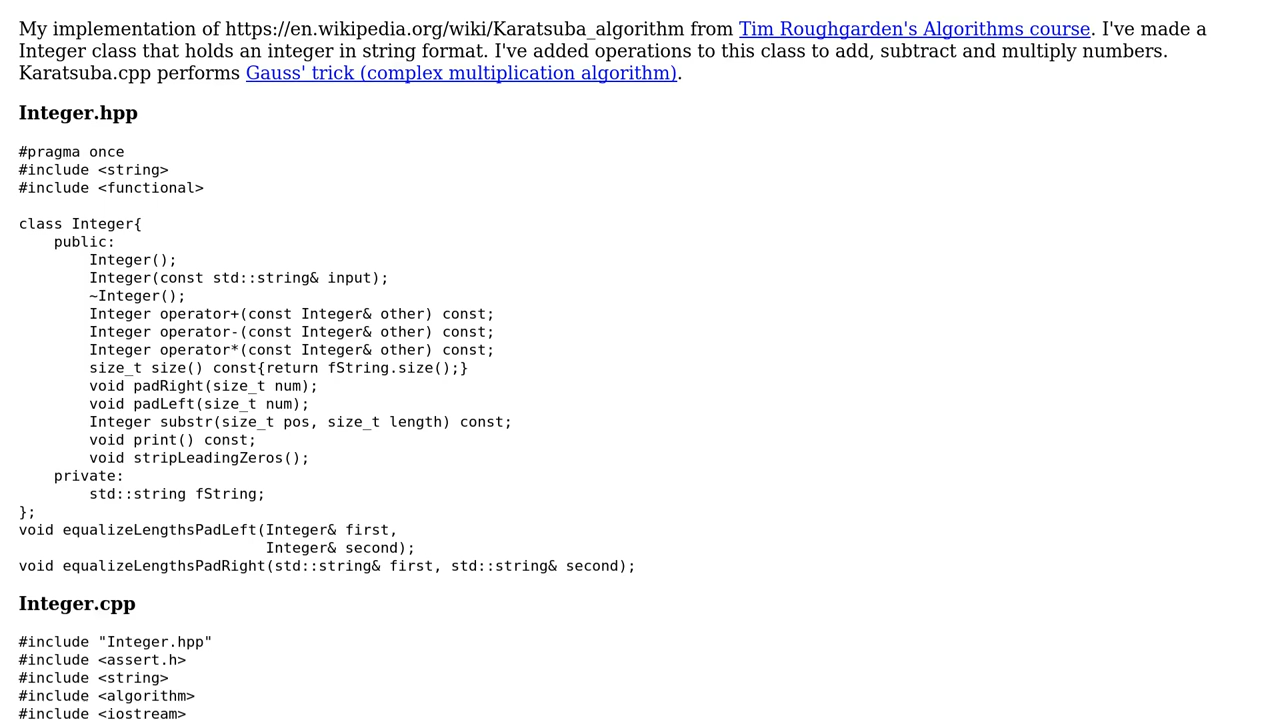 My implementation of https://en.wikipedia.org/wiki/Karatsuba_algorithm from Tim Roughgarden's Algorithms course. I've made a
Integer class that holds an integer in string format. I've added operations to this class to add, subtract and multiply numbers.
Karatsuba.cpp performs Gauss' trick (complex multiplication algorithm).
Integer.hpp
#pragma once
#include <string>
#include <functional>
class Integer{
    public:
        Integer();
        Integer(const std::string& input);
        ~Integer();
        Integer operator+(const Integer& other) const;
        Integer operator-(const Integer& other) const;
        Integer operator*(const Integer& other) const;
        size_t size() const{return fString.size();}
        void padRight(size_t num);
        void padLeft(size_t num);
        Integer substr(size_t pos, size_t length) const;
        void print() const;
        void stripLeadingZeros();
    private:
        std::string fString;
};
void equalizeLengthsPadLeft(Integer& first,
                            Integer& second);
void equalizeLengthsPadRight(std::string& first, std::string& second);
Integer.cpp
#include "Integer.hpp"
#include <assert.h>
#include <string>
#include <algorithm>
#include <iostream>